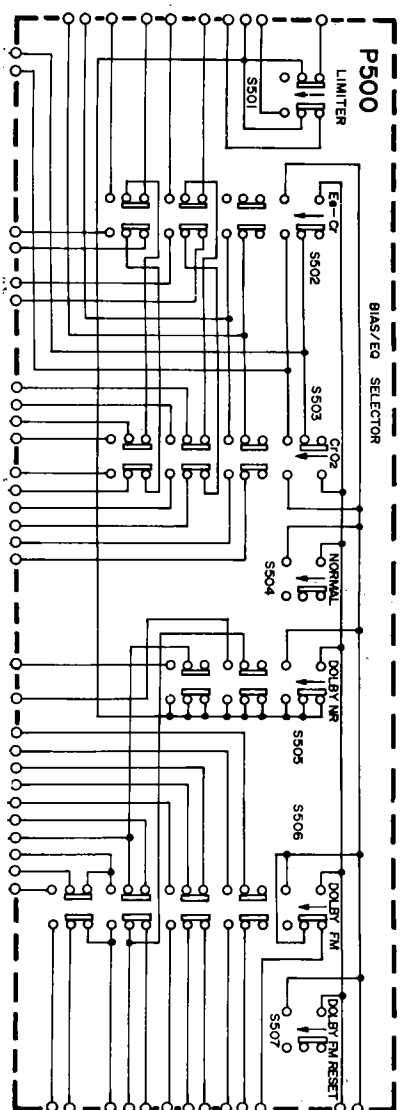 P500
LIMITER
S501
BIAS/EQ SELECTOR
Ee-Cr
S502
S503
CrO₂
NORMAL
S504
DOLBY NR
S505
S506
DOLBY FM
DOLBY FM RESET
S507